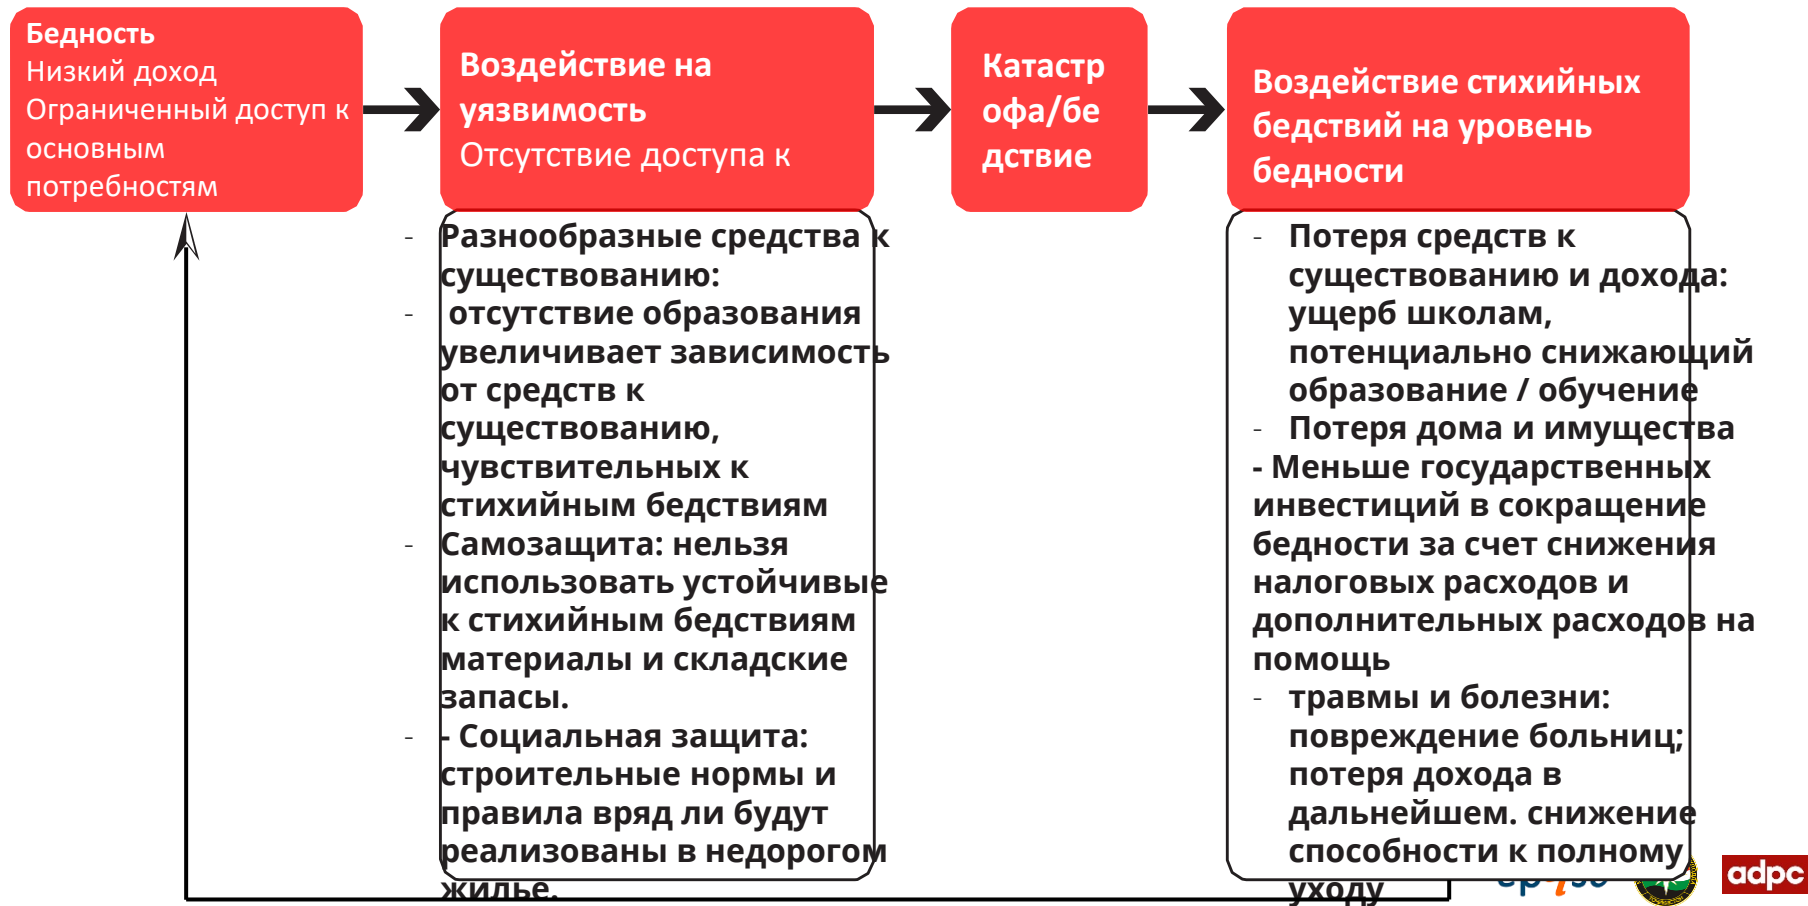 Бедность
Низкий доход
Ограниченный доступ к
основным
потребностям
Воздействие на
уязвимость
Отсутствие доступа к
Катастр
офа/бе
дствие
Воздействие стихийных
бедствий на уровень
бедности
- Разнообразные средства к
существованию:
- отсутствие образования
увеличивает зависимость
от средств к
существованию,
чувствительных к
стихийным бедствиям
- Самозащита: нельзя
использовать устойчивые
к стихийным бедствиям
материалы и складские
запасы.
- - Социальная защита:
строительные нормы и
правила вряд ли будут
реализованы в недорогом
жилье.
- Потеря средств к
существованию и дохода:
ущерб школам,
потенциально снижающий
образование / обучение
- Потеря дома и имущества
- Меньше государственных
инвестиций в сокращение
бедности за счет снижения
налоговых расходов и
дополнительных расходов на
помощь
- травмы и болезни:
повреждение больниц;
потеря дохода в
дальнейшем. снижение
способности к полному
уходу
adpc